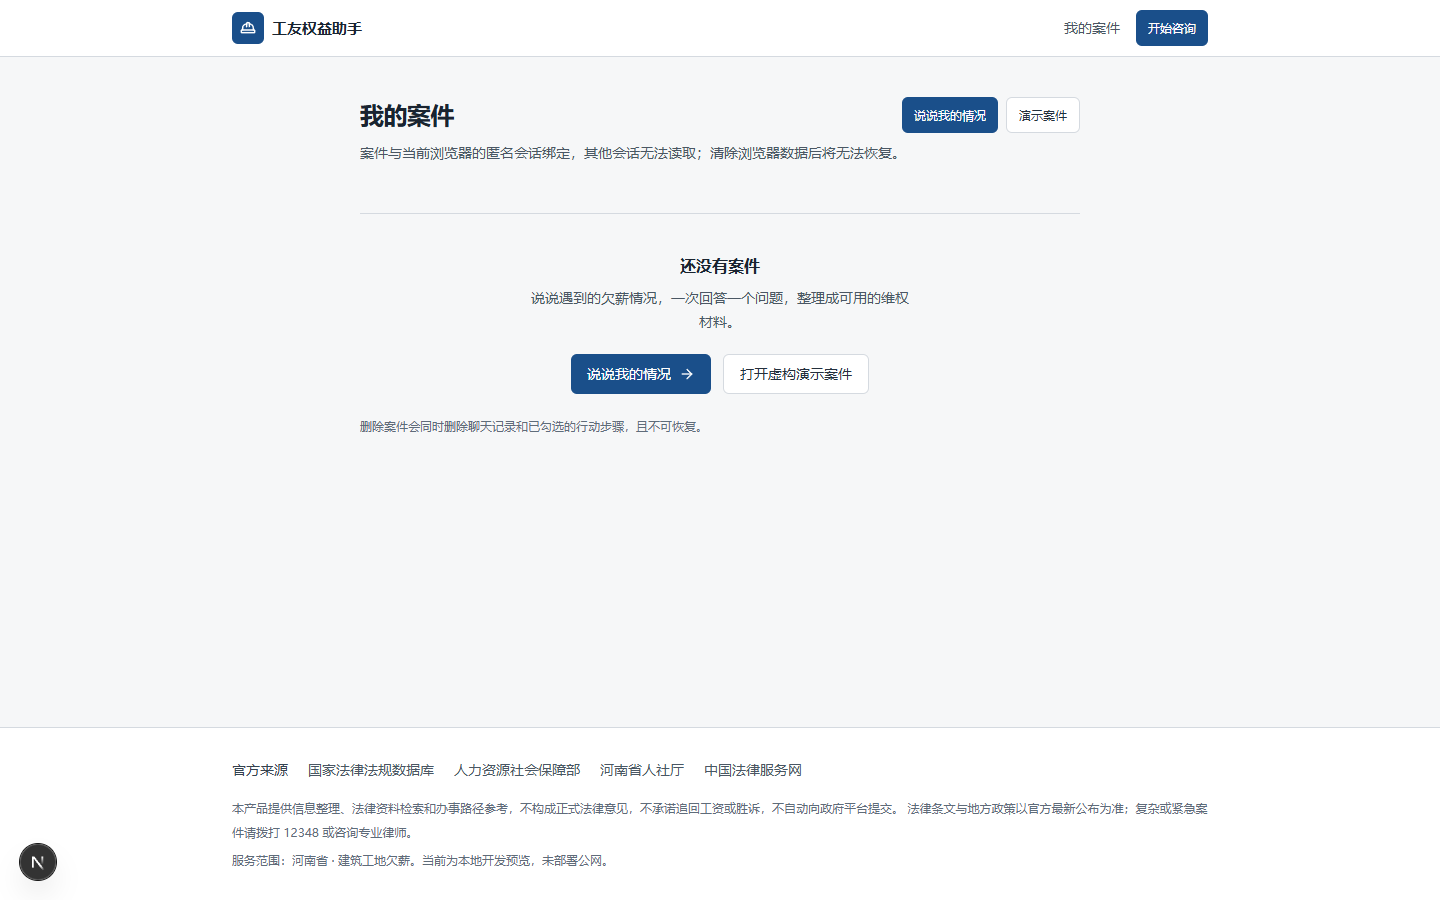 工友权益助手
我的案件
开始咨询
我的案件
说说我的情况
演示案件
案件与当前浏览器的匿名会话绑定，其他会话无法读取；清除浏览器数据后将无法恢复。
还没有案件
说说遇到的欠薪情况，一次回答一个问题，整理成可用的维权
材料。
说说我的情况 →
打开虚构演示案件
删除案件会同时删除聊天记录和已勾选的行动步骤，且不可恢复。
官方来源 国家法律法规数据库 人力资源社会保障部 河南省人社厅 中国法律服务网
本产品提供信息整理、法律资料检索和办事路径参考，不构成正式法律意见，不承诺追回工资或胜诉，不自动向政府平台提交。 法律条文与地方政策以官方最新公布为准；复杂或紧急案
件请拨打 12348 或咨询专业律师。
服务范围：河南省 · 建筑工地欠薪。当前为本地开发预览，未部署公网。
N